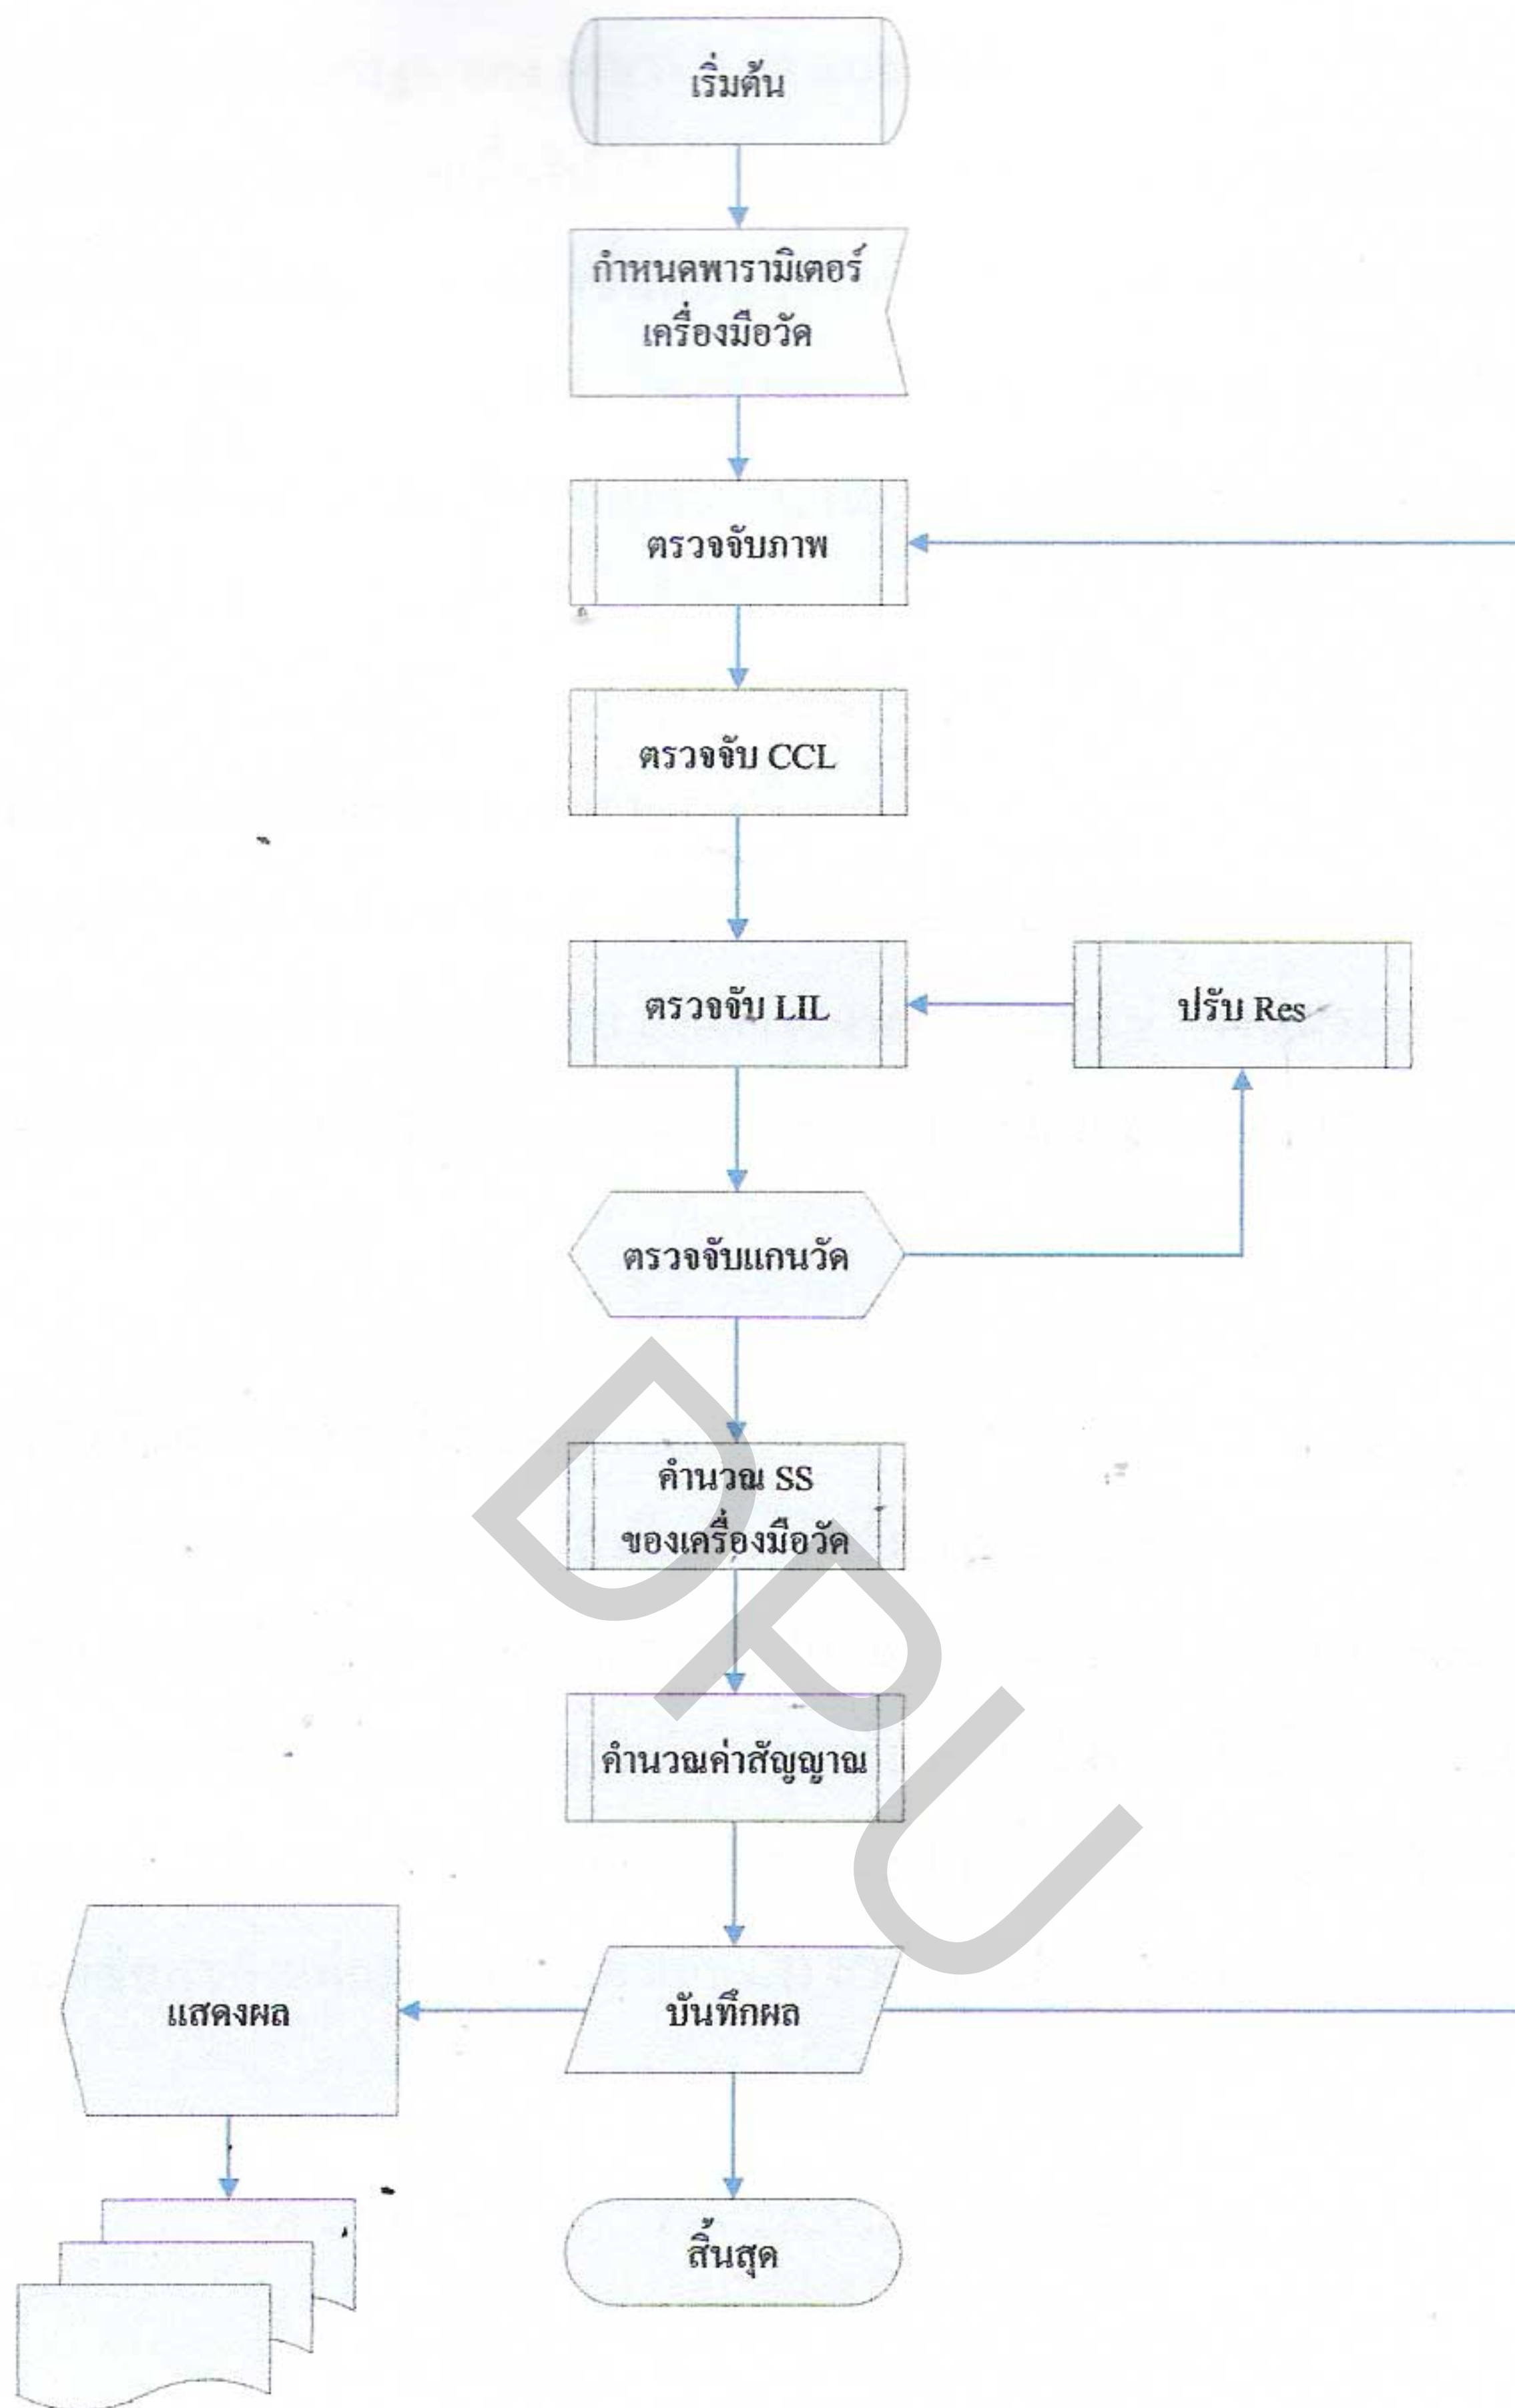 เริ่มต้น
กำหนดพารามิเตอร์
เครื่องมือวัด
ตรวจจับภาพ
ตรวจจับ CCL
ตรวจจับ LIL
ปรับ Res
ตรวจจับแกนวัด
คำนวณ SS
ของเครื่องมือวัด
คำนวณค่าสัญญาณ
แสดงผล
บันทึกผล
สิ้นสุด
DPU